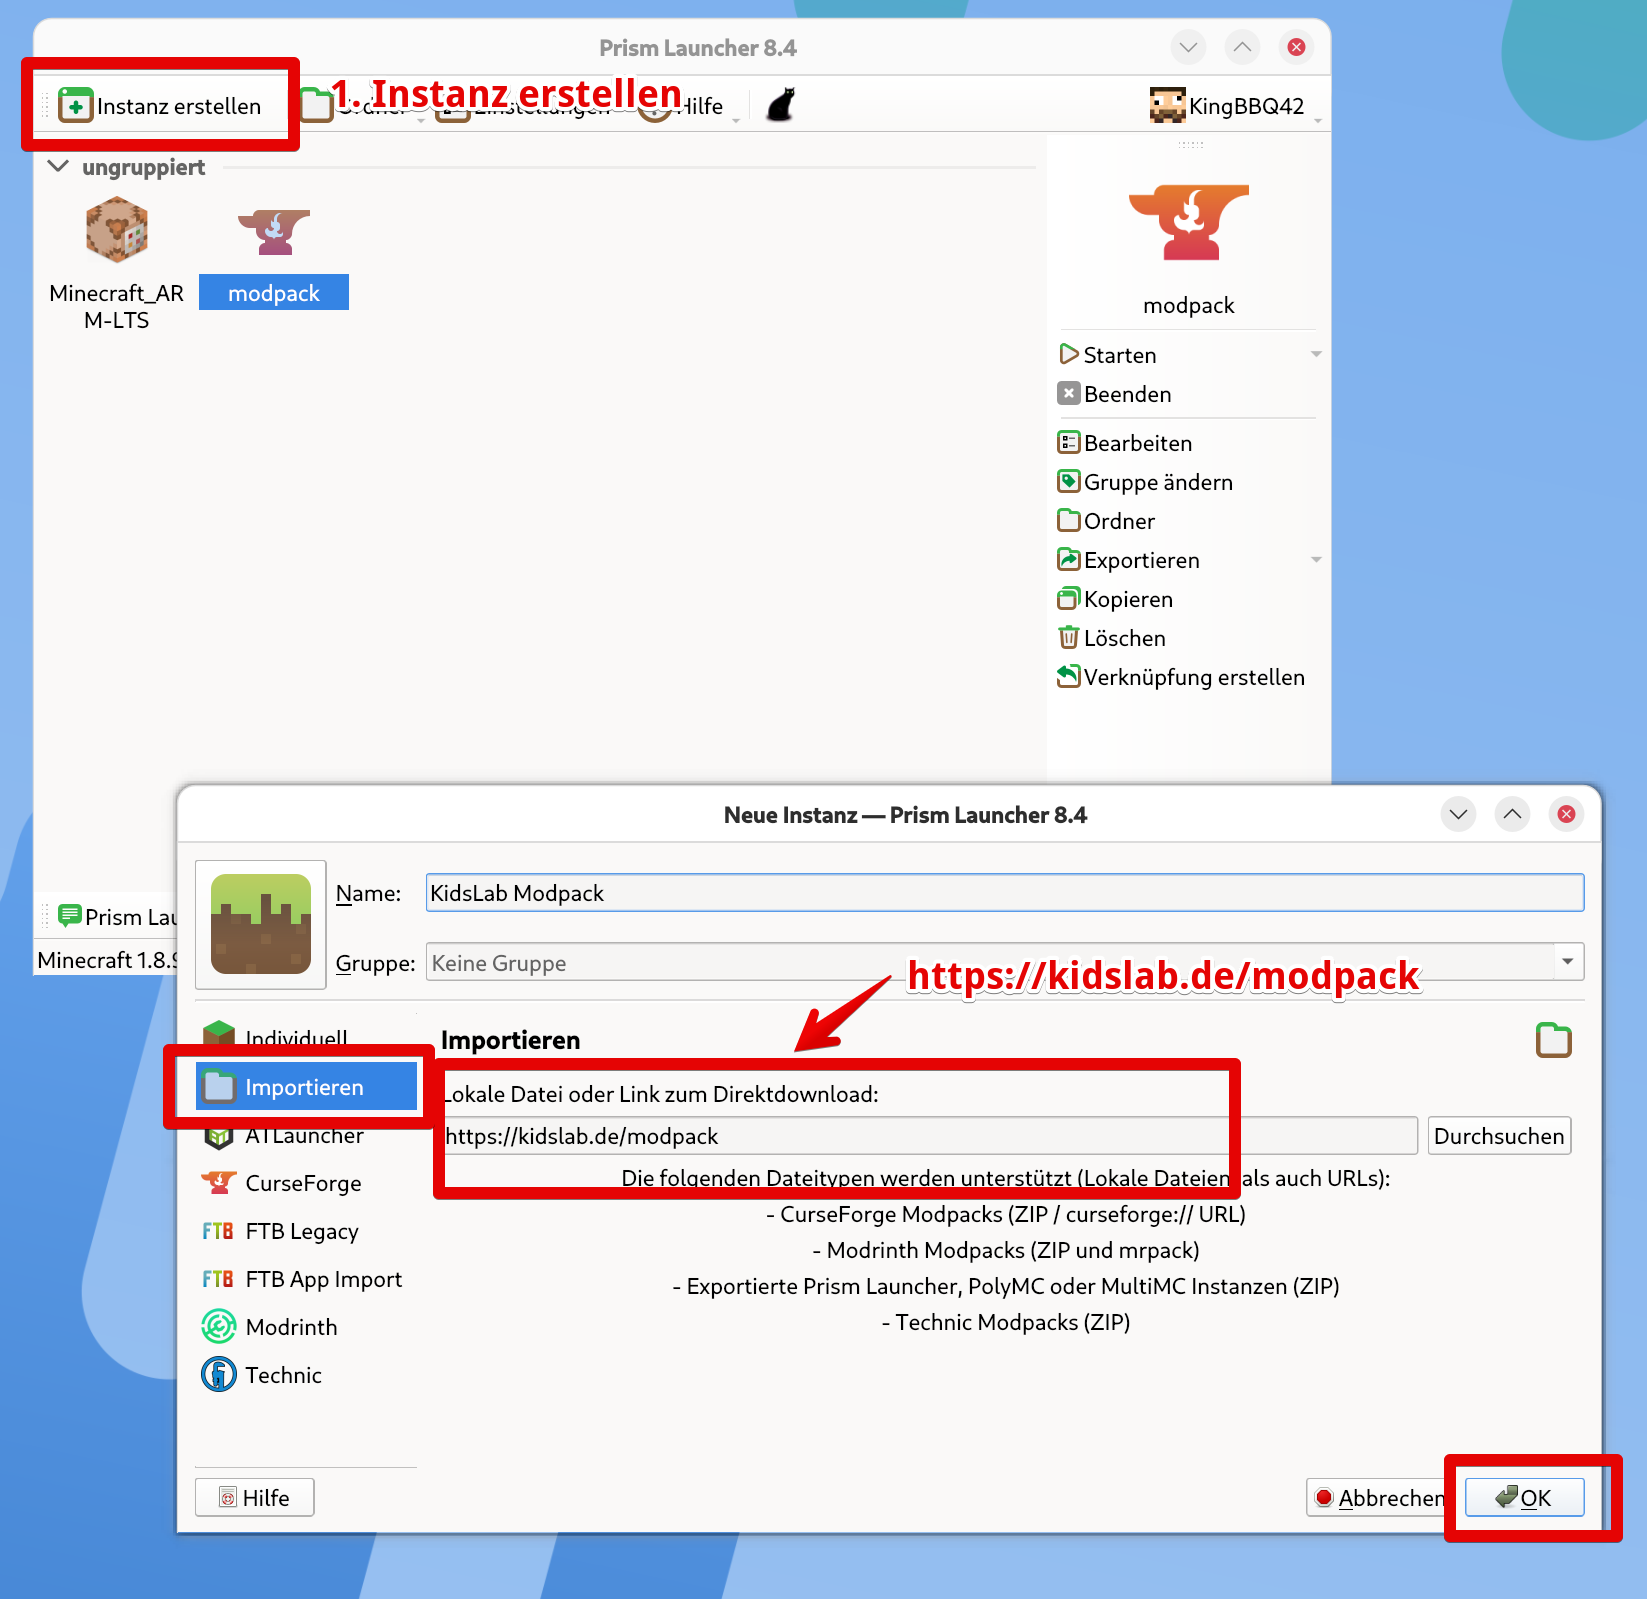 Prism Launcher 8.4
Instanz erstellen
1. Instanz erstellen
Hilfe
KingBBQ42
ungruppiert
Minecraft_AR
M-LTS
modpack
modpack
Starten
Beenden
Bearbeiten
Gruppe ändern
Ordner
Exportieren
Kopieren
Löschen
Verknüpfung erstellen
Prism
Minecraft 1.8.9
Neue Instanz — Prism Launcher 8.4
Name:
KidsLab Modpack
Gruppe:
Keine Gruppe
https://kidslab.de/modpack
Individuell
Importieren
ATLauncher
CurseForge
FTB FTB Legacy
FTB FTB App Import
Modrinth
Technic
Importieren
Lokale Datei oder Link zum Direktdownload:
https://kidslab.de/modpack
Durchsuchen
Die folgenden Dateitypen werden unterstützt (Lokale Dateien als auch URLs):
- CurseForge Modpacks (ZIP / curseforge:// URL)
- Modrinth Modpacks (ZIP und mrpack)
- Exportierte Prism Launcher, PolyMC oder MultiMC Instanzen (ZIP)
- Technic Modpacks (ZIP)
Hilfe
Abbrechen
OK